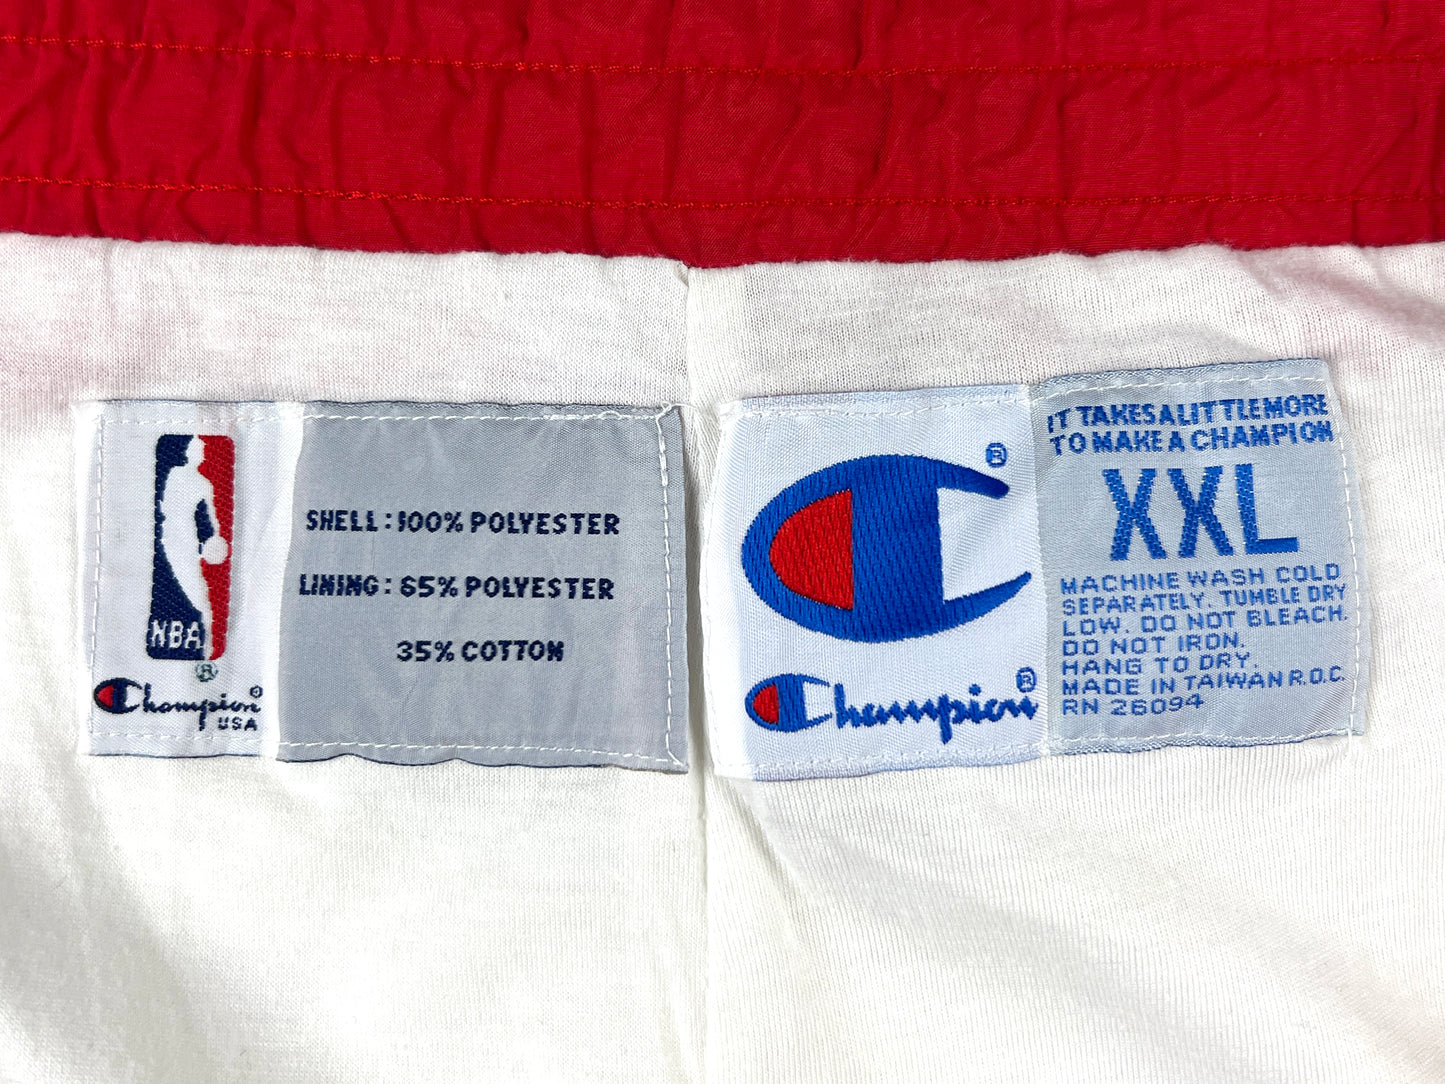 NBA
®
Champion®
USA
SHELL: 100% POLYESTER
LINING: 65% POLYESTER
35% COTTON
®
Champion®
IT TAKES A LITTLE MORE
TO MAKE A CHAMPION
XXL
MACHINE WASH COLD
SEPARATELY. TUMBLE DRY
LOW. DO NOT BLEACH.
DO NOT IRON.
HANG TO DRY.
MADE IN TAIWAN R.O.C.
RN 26094